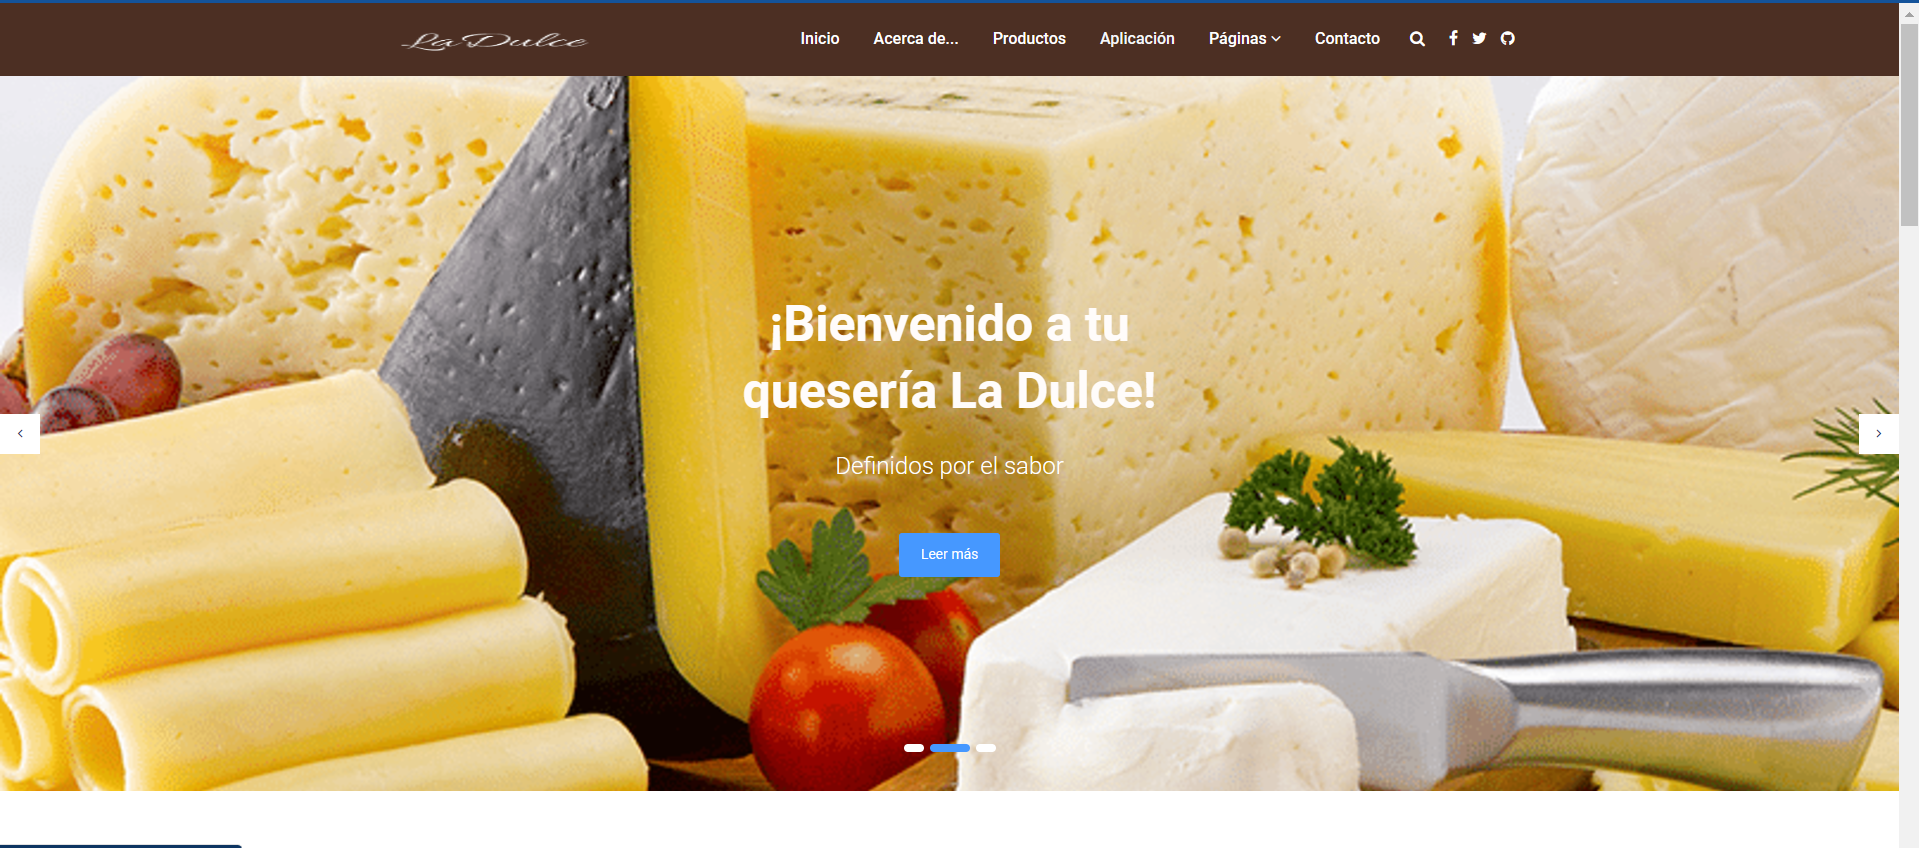 La Dulce
Inicio Acerca de... Productos Aplicación Páginas Contacto
¡Bienvenido a tu
quesería La Dulce!
Definidos por el sabor
Leer más